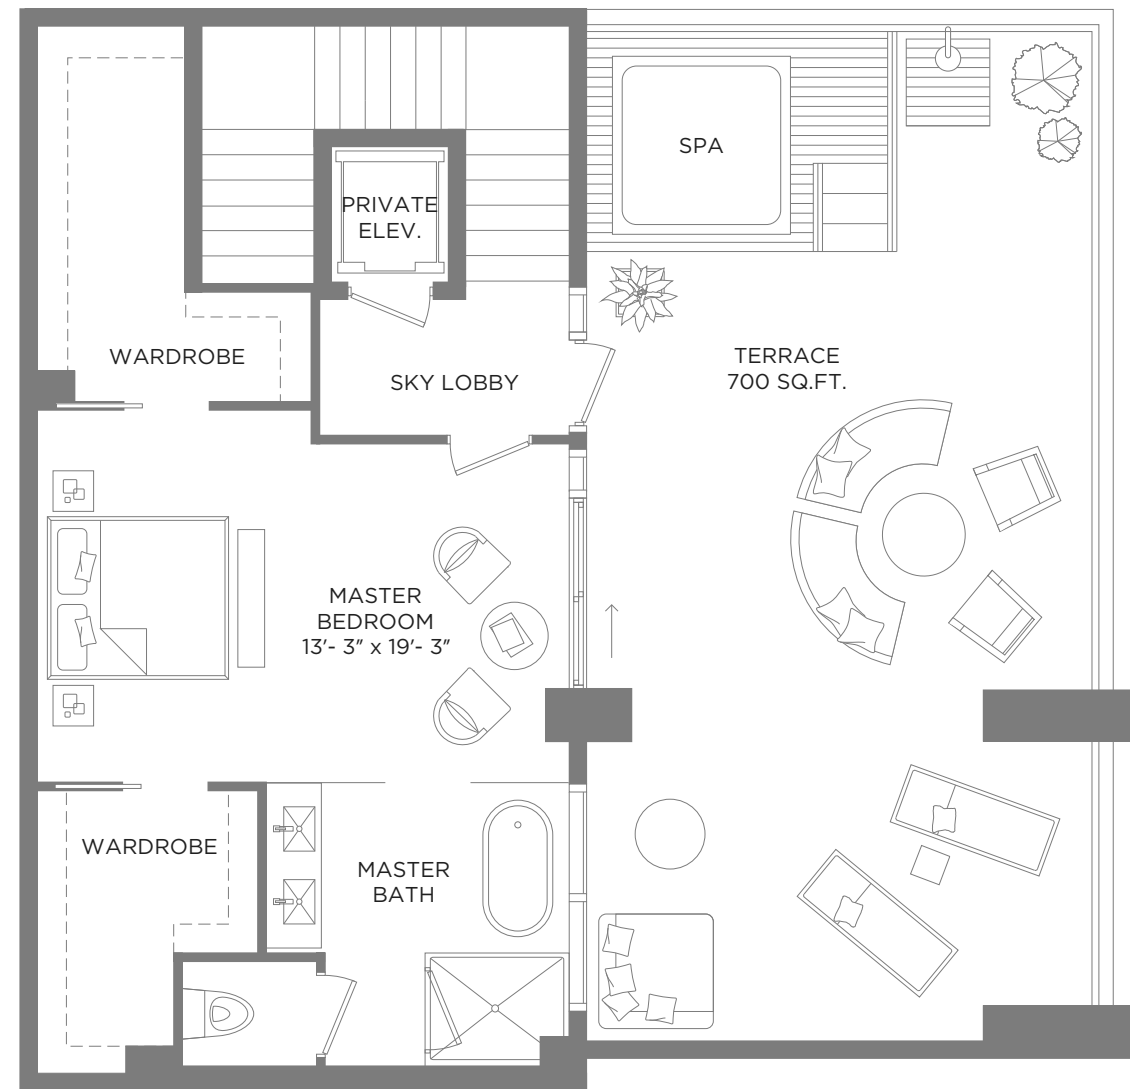 SPA
PRIVATE
ELEV.
WARDROBE
SKY LOBBY
TERRACE
700 SQ.FT.
MASTER
BEDROOM
13'- 3" x 19'- 3"
WARDROBE
MASTER
BATH